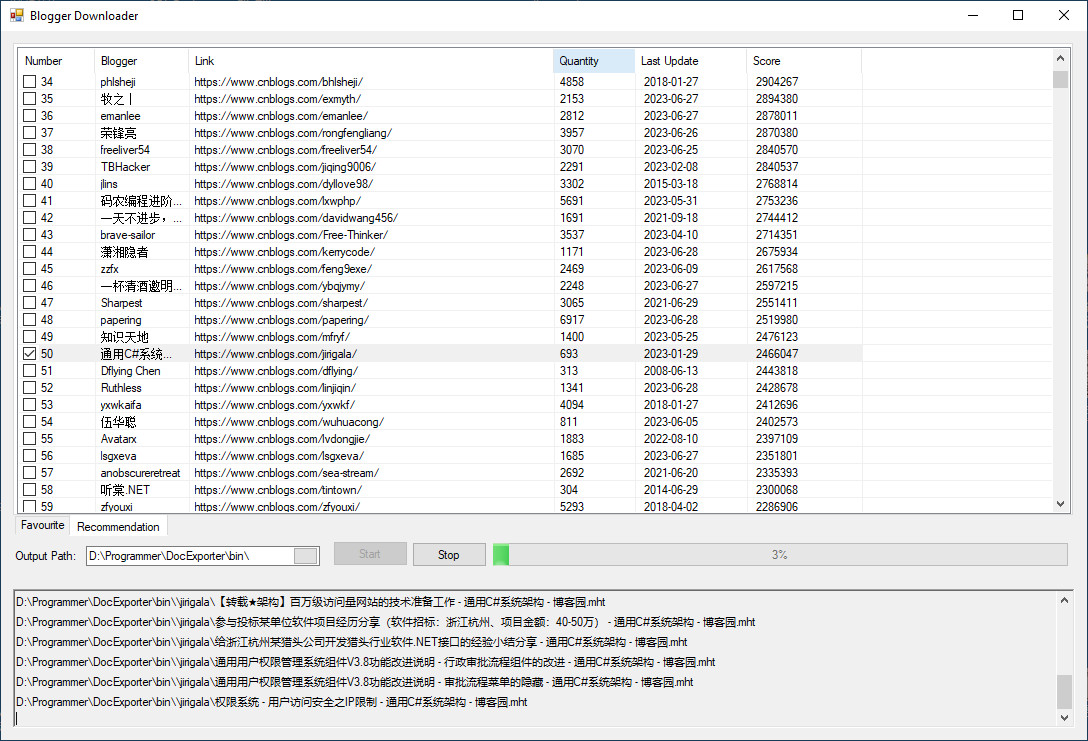 Blogger Downloader
Number Blogger Link Quantity Last Update Score
34 phlsheji https://www.cnblogs.com/bhlsheji/ 4858 2018-01-27 2904267
35 牧之丨 https://www.cnblogs.com/exmyth/ 2153 2023-06-27 2894380
36 emanlee https://www.cnblogs.com/emanlee/ 2812 2023-06-27 2878011
37 荣锋亮 https://www.cnblogs.com/rongfengliang/ 3957 2023-06-26 2870380
38 freeliver54 https://www.cnblogs.com/freeliver54/ 3070 2023-06-25 2840570
39 TBHacker https://www.cnblogs.com/jiqing9006/ 2291 2023-02-08 2840537
40 jlins https://www.cnblogs.com/dyllove98/ 3302 2015-03-18 2768814
41 码农编程进阶... https://www.cnblogs.com/lxwphp/ 5691 2023-05-31 2753236
42 一天不进步，... https://www.cnblogs.com/davidwang456/ 1691 2021-09-18 2744412
43 brave-sailor https://www.cnblogs.com/Free-Thinker/ 3537 2023-04-10 2714351
44 潇湘隐者 https://www.cnblogs.com/kerrycode/ 1171 2023-06-28 2675934
45 zzfx https://www.cnblogs.com/feng9exe/ 2469 2023-06-09 2617568
46 一杯清酒邀明... https://www.cnblogs.com/ybqjymy/ 2248 2023-06-27 2597215
47 Sharpest https://www.cnblogs.com/sharpest/ 3065 2021-06-29 2551411
48 papering https://www.cnblogs.com/papering/ 6917 2023-06-28 2519980
49 知识天地 https://www.cnblogs.com/mfryf/ 1400 2023-05-25 2476123
50 通用C#系统... https://www.cnblogs.com/jirigala/ 693 2023-01-29 2466047
51 Dflying Chen https://www.cnblogs.com/dflying/ 313 2008-06-13 2443818
52 Ruthless https://www.cnblogs.com/linjiqin/ 1341 2023-06-28 2428678
53 yxwkaifa https://www.cnblogs.com/yxwkf/ 4094 2018-01-27 2412696
54 伍华聪 https://www.cnblogs.com/wuhuacong/ 811 2023-06-05 2402573
55 Avatarx https://www.cnblogs.com/lvdongjie/ 1883 2022-08-10 2397109
56 lsgxeva https://www.cnblogs.com/lsgxeva/ 1685 2023-06-27 2351801
57 anobscureretreat https://www.cnblogs.com/sea-stream/ 2692 2021-06-20 2335393
58 听棠.NET https://www.cnblogs.com/tintown/ 304 2014-06-29 2300068
59 zfyouxi https://www.cnblogs.com/zfyouxi/ 5293 2018-04-02 2286906
Favourite Recommendation
Output Path: D:\Programmer\DocExporter\bin\ Start Stop 3%
D:\Programmer\DocExporter\bin\\jirigala\【转载★架构】百万级访问量网站的技术准备工作 - 通用C#系统架构 - 博客园.mht
D:\Programmer\DocExporter\bin\\jirigala\参与投标某单位软件项目经历分享（软件招标：浙江杭州、项目金额：40-50万） - 通用C#系统架构 - 博客园.mht
D:\Programmer\DocExporter\bin\\jirigala\给浙江杭州某猎头公司开发猎头行业软件.NET接口的经验小结分享 - 通用C#系统架构 - 博客园.mht
D:\Programmer\DocExporter\bin\\jirigala\通用用户权限管理系统组件V3.8功能改进说明 - 行政审批流程组件的改进 - 通用C#系统架构 - 博客园.mht
D:\Programmer\DocExporter\bin\\jirigala\通用用户权限管理系统组件V3.8功能改进说明 - 审批流程菜单的隐藏 - 通用C#系统架构 - 博客园.mht
D:\Programmer\DocExporter\bin\\jirigala\权限系统 - 用户访问安全之IP限制 - 通用C#系统架构 - 博客园.mht